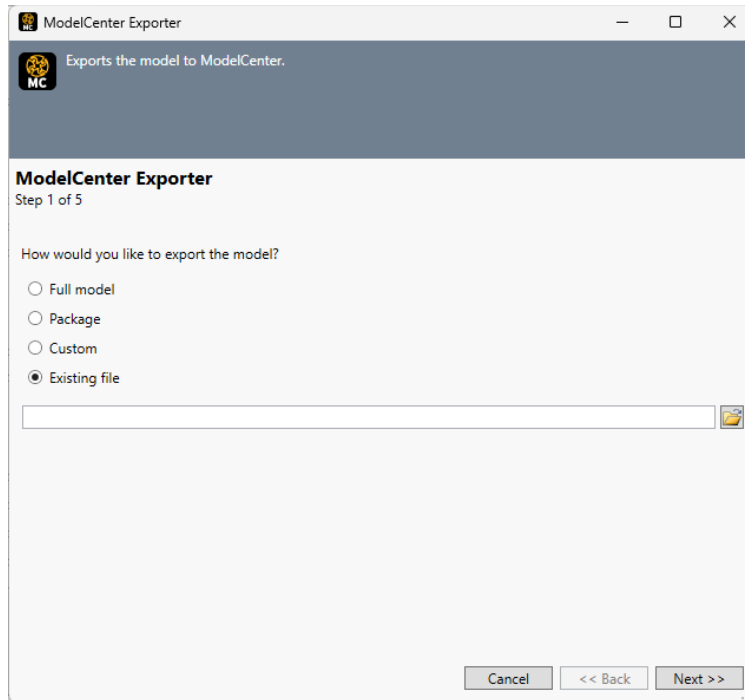 ModelCenter Exporter
MC
Exports the model to ModelCenter.
ModelCenter Exporter
Step 1 of 5
How would you like to export the model?
Full model
Package
Custom
Existing file
Cancel
<< Back
Next >>